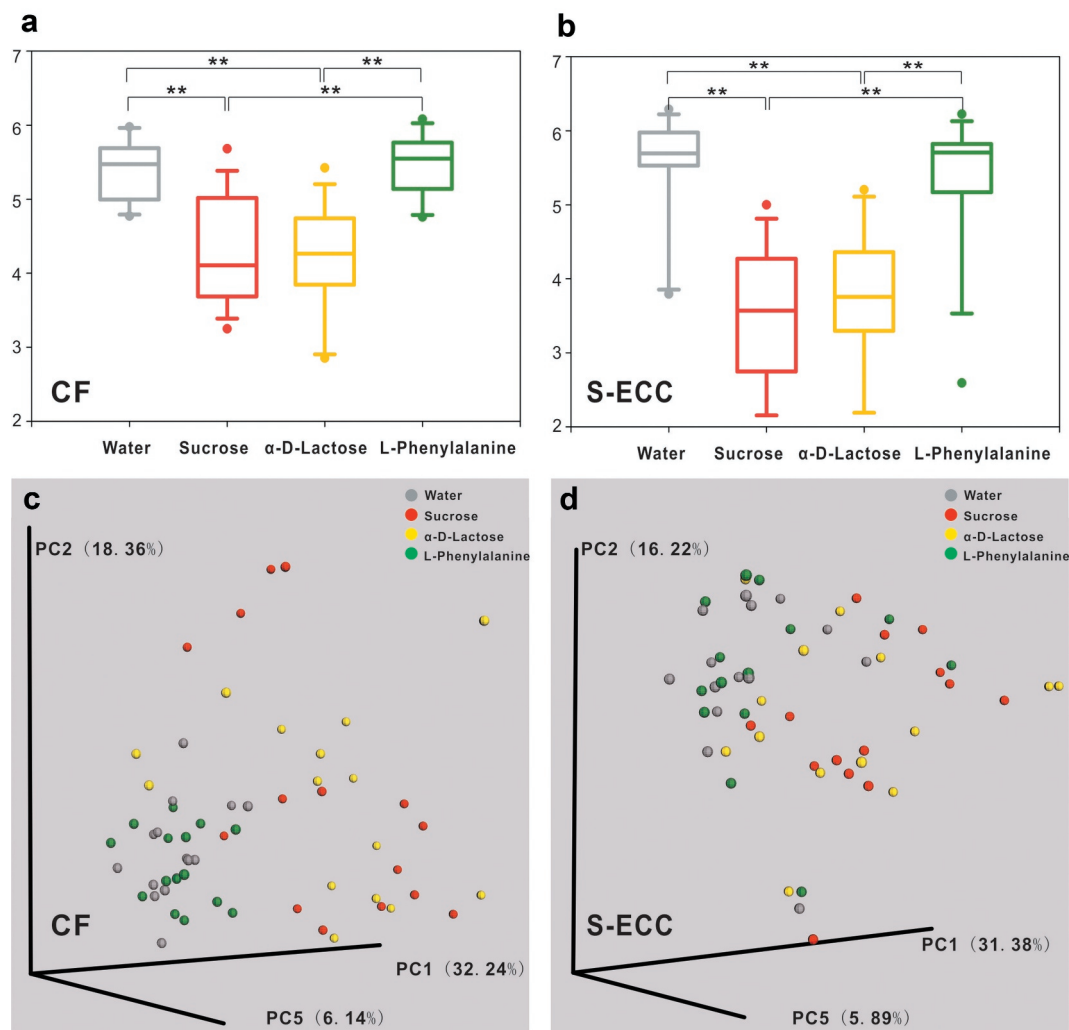 a
7
6
5
4
3
2
** **
** **
CF
Water Sucrose α-D-Lactose L-Phenylalanine
b
7
6
5
4
3
2
** **
** **
S-ECC
Water Sucrose α-D-Lactose L-Phenylalanine
c
Water
Sucrose
α-D-Lactose
L-Phenylalanine
PC2 (18.36%)
CF
PC1 (32.24%)
PC5 (6.14%)
d
Water
Sucrose
α-D-Lactose
L-Phenylalanine
PC2 (16.22%)
S-ECC
PC1 (31.38%)
PC5 (5.89%)